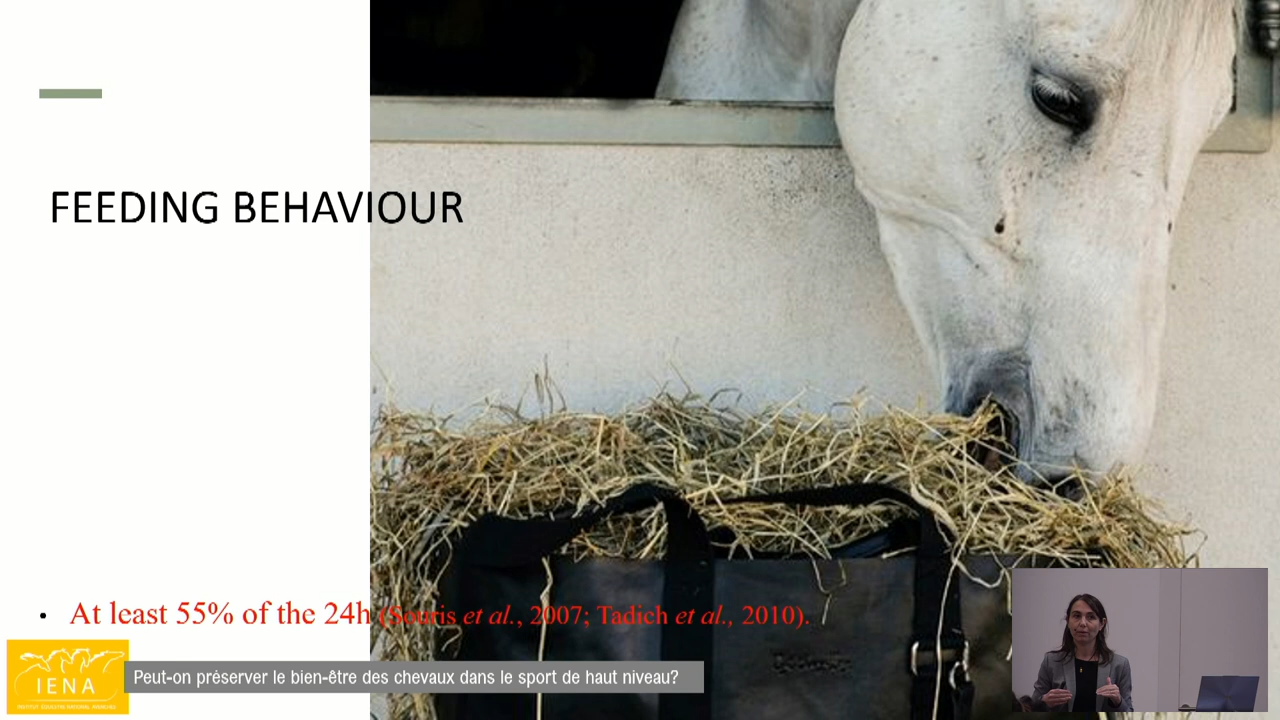 FEEDING BEHAVIOUR
• At least 55% of the 24h (Souris et al., 2007; Tadich et al., 2010).
IENA
Peut-on préserver le bien-être des chevaux dans le sport de haut niveau?